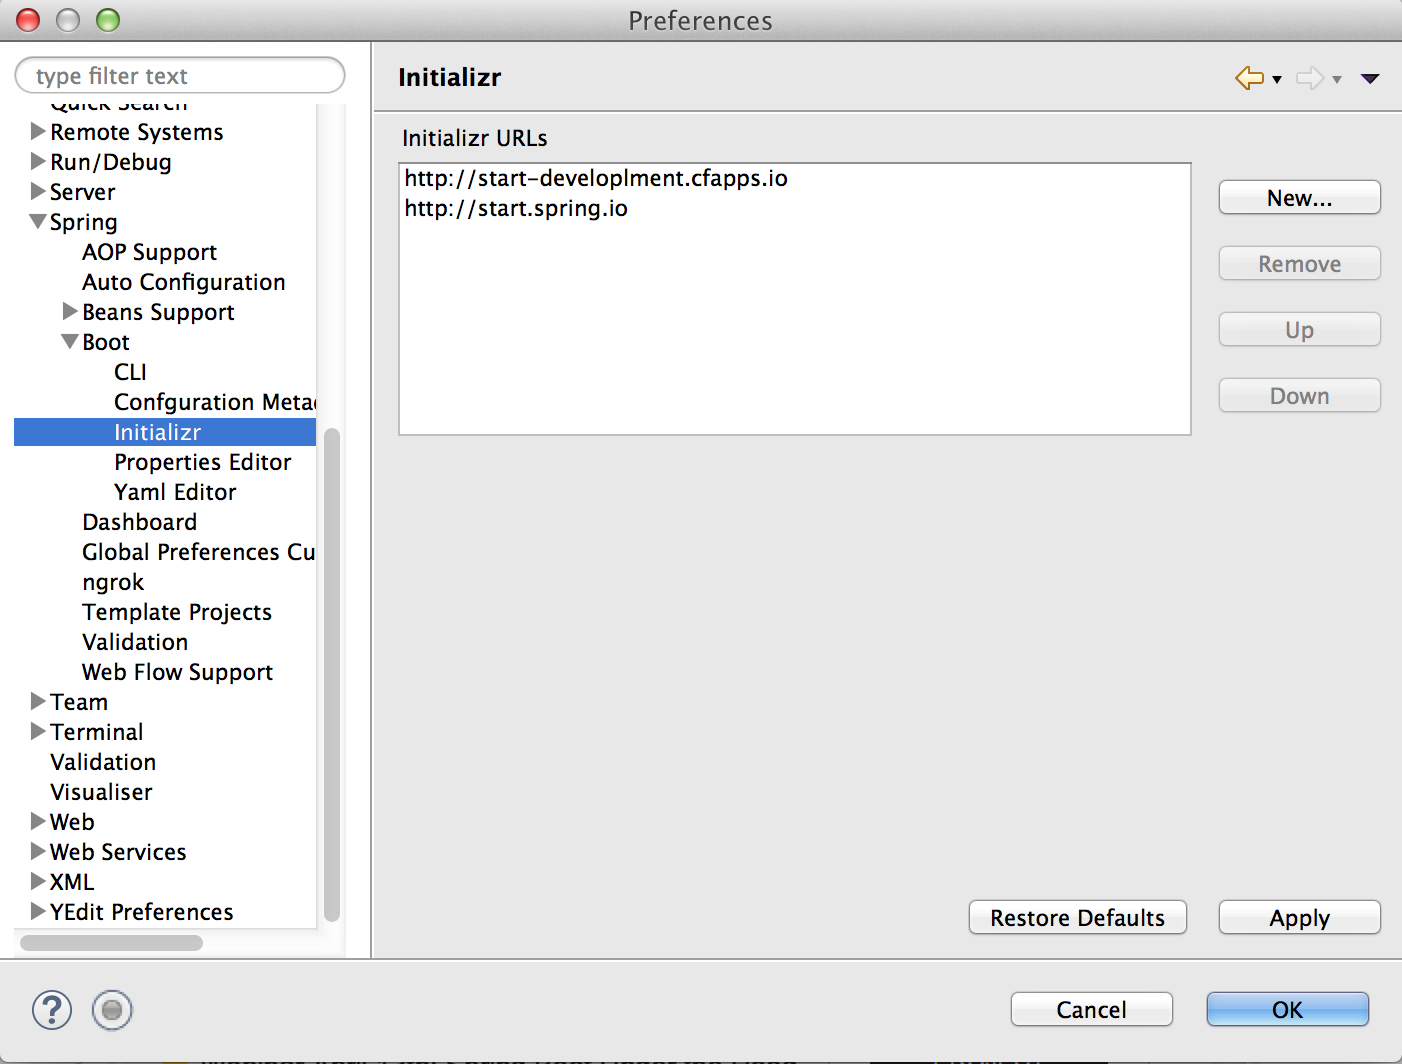 Preferences
type filter text
Quick Search
Remote Systems
Run/Debug
Server
Spring
AOP Support
Auto Configuration
Beans Support
Boot
CLI
Confguration Meta
Initializr
Properties Editor
Yaml Editor
Dashboard
Global Preferences Cu
ngrok
Template Projects
Validation
Web Flow Support
Team
Terminal
Validation
Visualiser
Web
Web Services
XML
YEdit Preferences
Initializr
Initializr URLs
http://start-developlment.cfapps.io
http://start.spring.io
New...
Remove
Up
Down
Restore Defaults
Apply
?
Cancel
OK